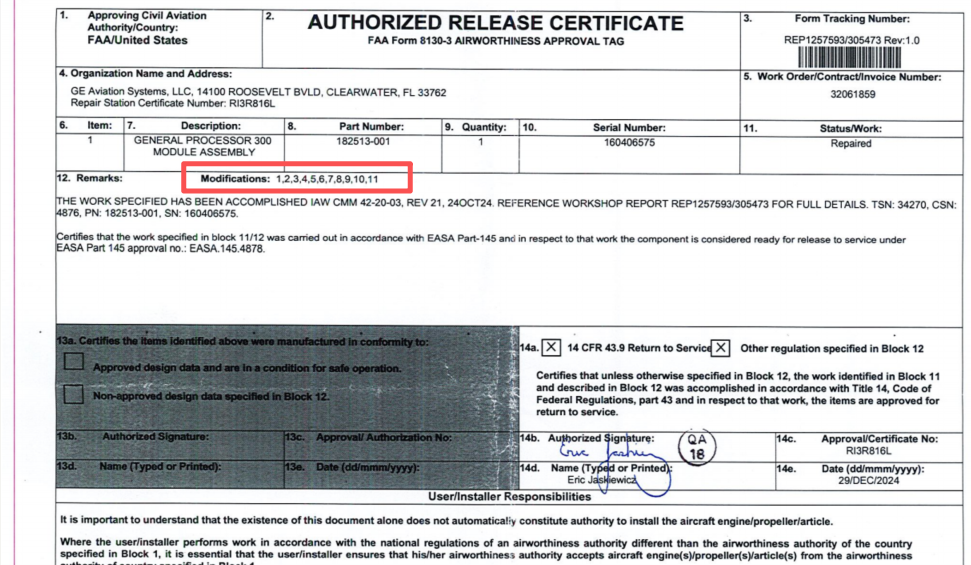 1. Approving Civil Aviation Authority/Country:
FAA/United States
2.
AUTHORIZED RELEASE CERTIFICATE
FAA Form 8130-3 AIRWORTHINESS APPROVAL TAG
3. Form Tracking Number:
REP1257593/305473 Rev:1.0
4. Organization Name and Address:
GE Aviation Systems, LLC, 14100 ROOSEVELT BVLD, CLEARWATER, FL 33762
Repair Station Certificate Number: RI3R816L
5. Work Order/Contract/Invoice Number:
32061859
6. Item: 7. Description: 8. Part Number: 9. Quantity: 10. Serial Number: 11. Status/Work:
1 GENERAL PROCESSOR 300 182513-001 1 160406575 Repaired
MODULE ASSEMBLY
12. Remarks: Modifications: 1,2,3,4,5,6,7,8,9,10,11
THE WORK SPECIFIED HAS BEEN ACCOMPLISHED IAW CMM 42-20-03, REV 21, 24OCT24. REFERENCE WORKSHOP REPORT REP1257593/305473 FOR FULL DETAILS. TSN: 34270, CSN:
4876, PN: 182513-001, SN: 160406575.
Certifies that the work specified in block 11/12 was carried out in accordance with EASA Part-145 and in respect to that work the component is considered ready for release to service under
EASA Part 145 approval no.: EASA.145.4878.
13a. Certifies the items identified above were manufactured in conformity to:
Approved design data and are in a condition for safe operation.
Non-approved design data specified in Block 12.
14a. X 14 CFR 43.9 Return to Service X Other regulation specified in Block 12
Certifies that unless otherwise specified in Block 12, the work identified in Block 11
and described in Block 12 was accomplished in accordance with Title 14, Code of
Federal Regulations, part 43 and in respect to that work, the items are approved for
return to service.
13b. Authorized Signature: 13c. Approval/ Authorization No:
14b. Authorized Signature: 14c. Approval/Certificate No:
QA
18
RI3R816L
13d. Name (Typed or Printed): 13e. Date (dd/mmm/yyyy):
14d. Name (Typed or Printed): 14e. Date (dd/mmm/yyyy):
Eric Jaskiewicz 29/DEC/2024
User/Installer Responsibilities
It is important to understand that the existence of this document alone does not automatically constitute authority to install the aircraft engine/propeller/article.
Where the user/installer performs work in accordance with the national regulations of an airworthiness authority different than the airworthiness authority of the country
specified in Block 1, it is essential that the user/installer ensures that his/her airworthiness authority accepts aircraft engine(s)/propeller(s)/article(s) from the airworthiness
authority of country specified in Block 1.